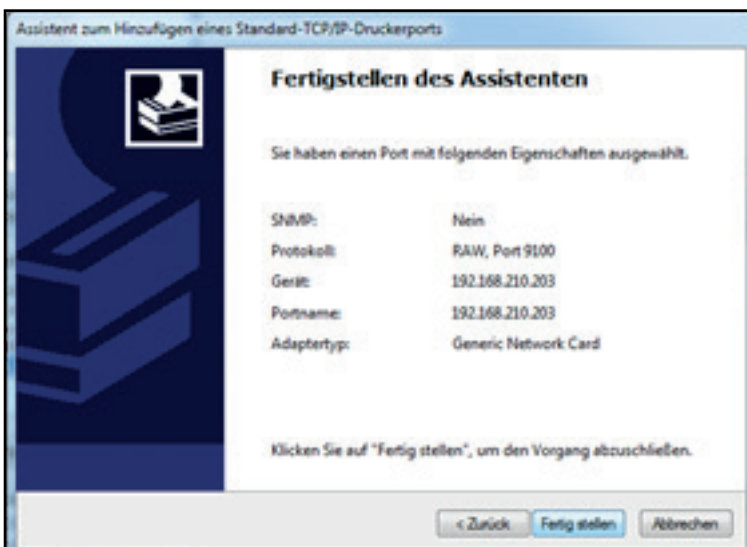 Assistent zum Hinzufügen eines Standard-TCP/IP-Druckerports
Fertigstellen des Assistenten
Sie haben einen Port mit folgenden Eigenschaften ausgewählt.
SNMP: Nein
Protokoll: RAW, Port 9100
Gerät: 192.168.210.203
Portname: 192.168.210.203
Adaptertyp: Generic Network Card
Klicken Sie auf "Fertig stellen", um den Vorgang abzuschließen.
< Zurück Fertig stellen Abbrechen